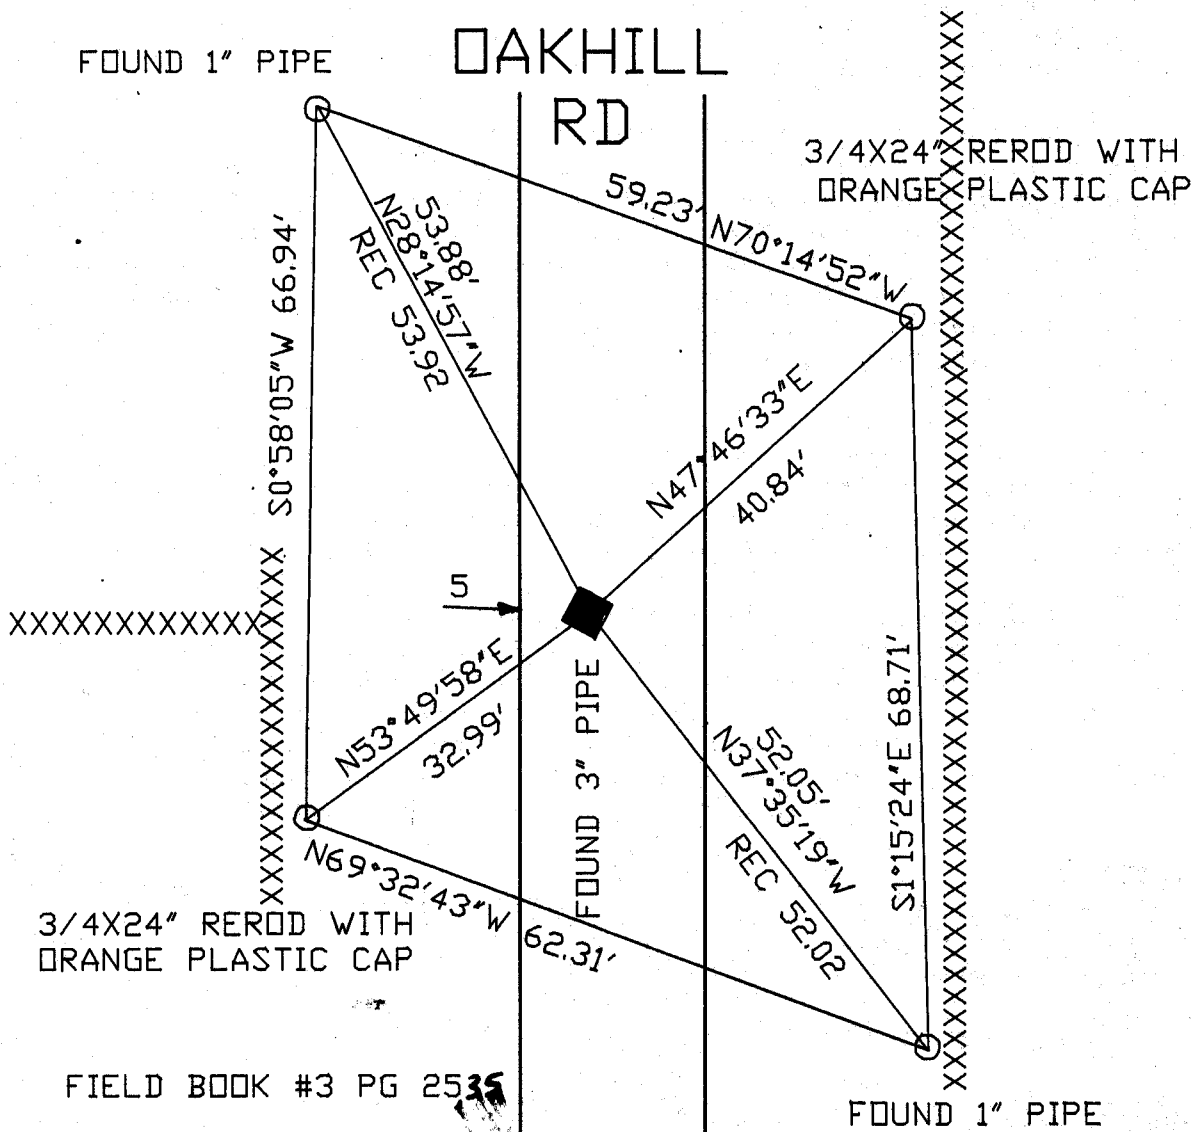 OAKHILL
RD
FOUND 1" PIPE
3/4X24" REROD WITH
ORANGE PLASTIC CAP
59.23' N70°14'52"W
53.88'
N28°14'57"W
REC 53.92
S0°58'05"W 66.94'
N47°46'33"E
40.84'
5
XXXXXXXXXXXX
N53°49'58"E
32.99'
FOUND 3" PIPE
52.05'
N37°35'19"W
REC 52.02
S1°15'24"E 68.71'
N69°32'43"W 62.31'
3/4X24" REROD WITH
ORANGE PLASTIC CAP
FIELD BOOK #3 PG 2535
FOUND 1" PIPE